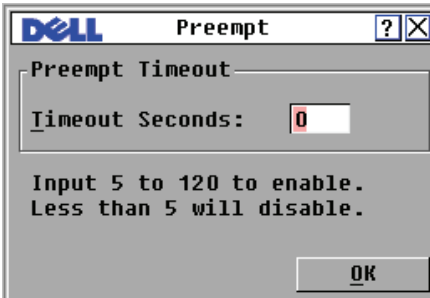 DELL Preempt ? X
Preempt Timeout
Timeout Seconds: 0
Input 5 to 120 to enable.
Less than 5 will disable.
OK